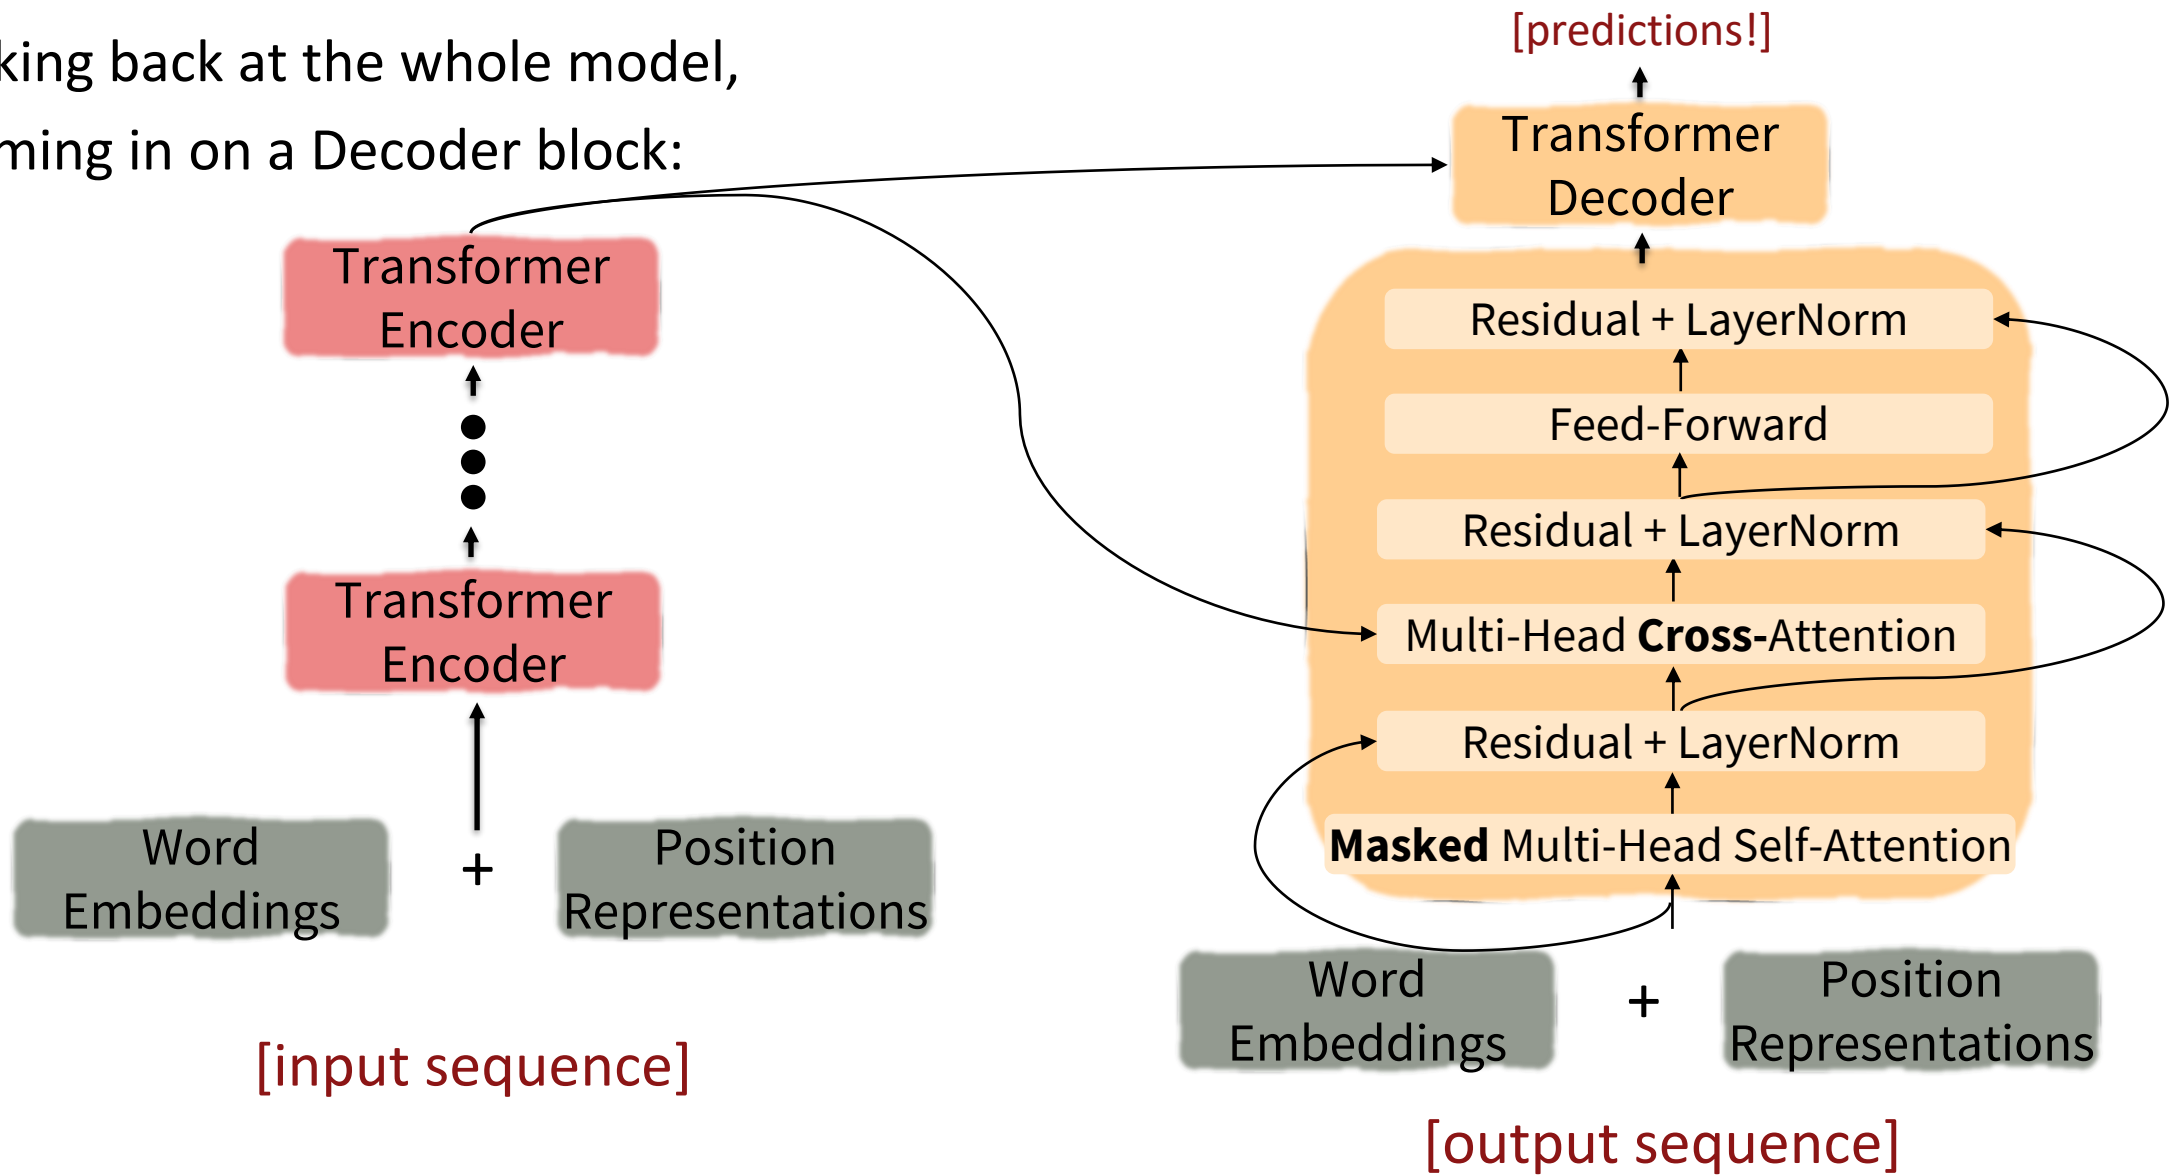 king back at the whole model,
ming in on a Decoder block:
Transformer
Encoder
Transformer
Encoder
Word
Embeddings
+
Position
Representations
[input sequence]
[predictions!]
Transformer
Decoder
Residual + LayerNorm
Feed-Forward
Residual + LayerNorm
Multi-Head Cross-Attention
Residual + LayerNorm
Masked Multi-Head Self-Attention
Word
Embeddings
+
Position
Representations
[output sequence]